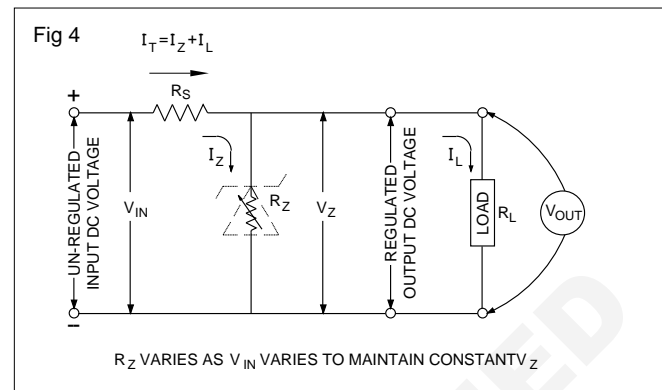 Fig 4
I_T=I_Z+I_L
R_S
+
I_Z
R_Z
I_L
UN-REGULATED
INPUT DC VOLTAGE
V_IN
V_Z
REGULATED
OUTPUT DC VOLTAGE
LOAD
R_L
V_OUT
–
R_Z VARIES AS V_IN VARIES TO MAINTAIN CONSTANTV_Z